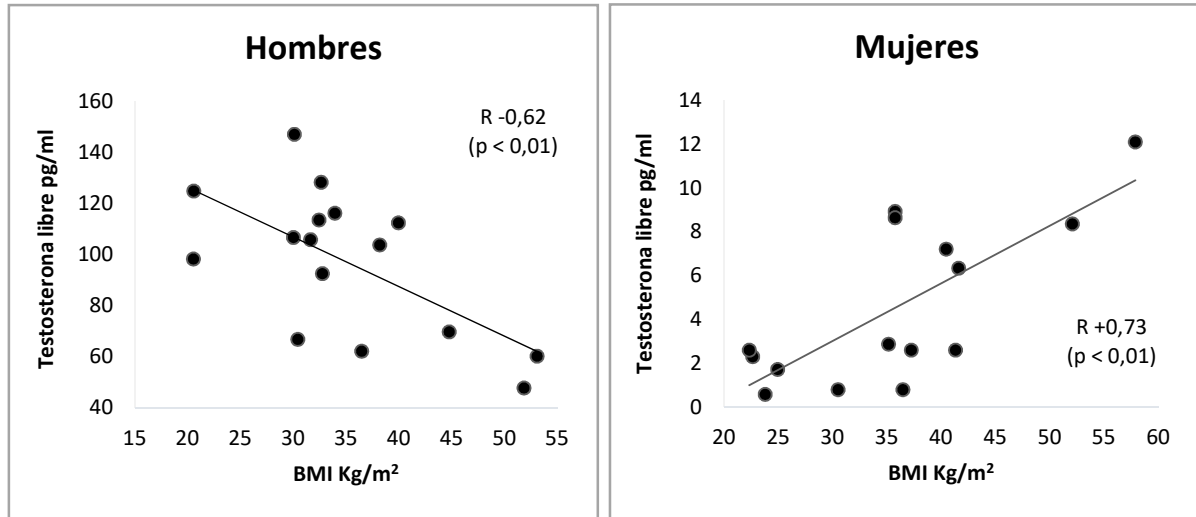 Hombres
Testosterona libre pg/ml
160
140
120
100
80
60
40
R -0,62
(p < 0,01)
15 20 25 30 35 40 45 50 55
BMI Kg/m²
Mujeres
Testosterona libre pg/ml
14
12
10
8
6
4
2
0
R +0,73
(p < 0,01)
20 25 30 35 40 45 50 55 60
BMI Kg/m²